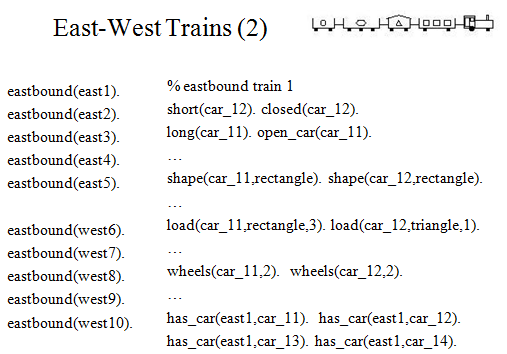 East-West Trains (2)
eastbound(east1).
eastbound(east2).
eastbound(east3).
eastbound(east4).
eastbound(east5).
eastbound(west6).
eastbound(west7).
eastbound(west8).
eastbound(west9).
eastbound(west10).
% eastbound train 1
short(car_12). closed(car_12).
long(car_11). open_car(car_11).
…
shape(car_11,rectangle). shape(car_12,rectangle).
…
load(car_11,rectangle,3). load(car_12,triangle,1).
…
wheels(car_11,2). wheels(car_12,2).
…
has_car(east1,car_11). has_car(east1,car_12).
has_car(east1,car_13). has_car(east1,car_14).